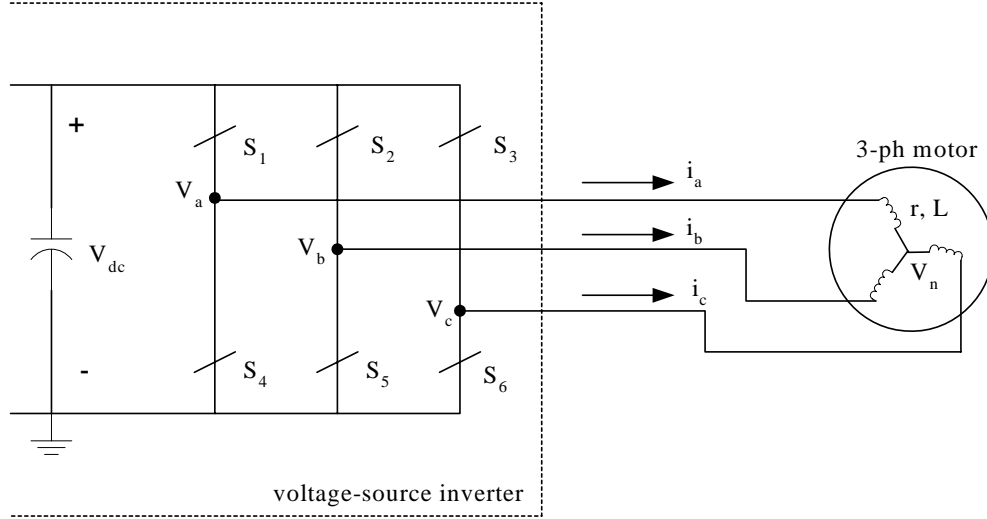 +
S1
S2
S3
3-ph motor
Va
ia
r, L
Vdc
Vb
ib
Vn
Vc
ic
-
S4
S5
S6
voltage-source inverter